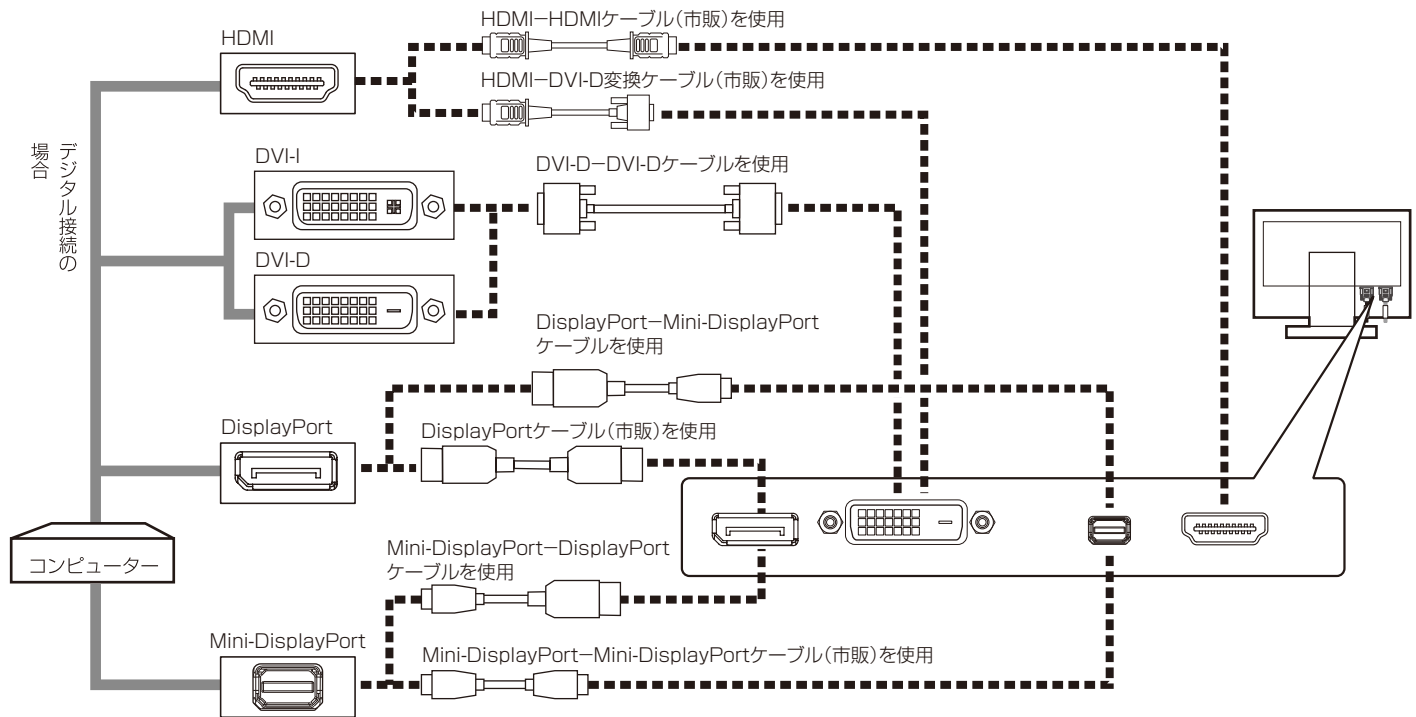 HDMI−HDMIケーブル(市販)を使用
HDMI
HDMI−DVI-D変換ケーブル(市販)を使用
デジタル接続の
場合
DVI-I
DVI-D−DVI-Dケーブルを使用
DVI-D
DisplayPort−Mini-DisplayPort
ケーブルを使用
DisplayPort
DisplayPortケーブル(市販)を使用
コンピューター
Mini-DisplayPort−DisplayPort
ケーブルを使用
Mini-DisplayPort
Mini-DisplayPort−Mini-DisplayPortケーブル(市販)を使用